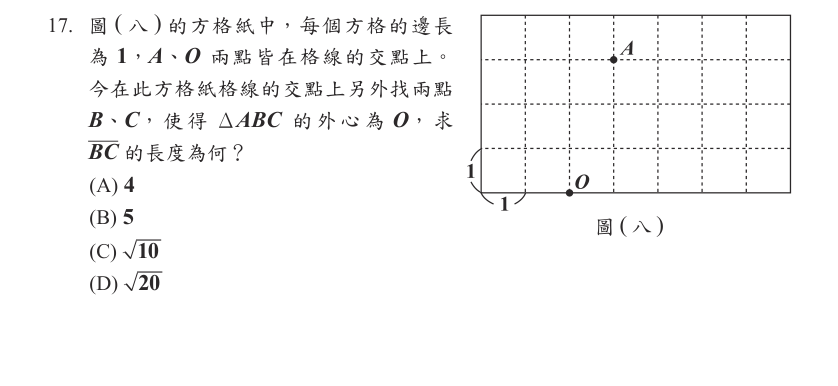 17. 圖(八)的方格紙中，每個方格的邊長
為 1，A、O 兩點皆在格線的交點上。
今在此方格紙格線的交點上另外找兩點
B、C，使得 △ABC 的外心為 O，求
BC 的長度為何？
(A) 4
(B) 5
(C) √10
(D) √20
A
O
1
1
圖(八)